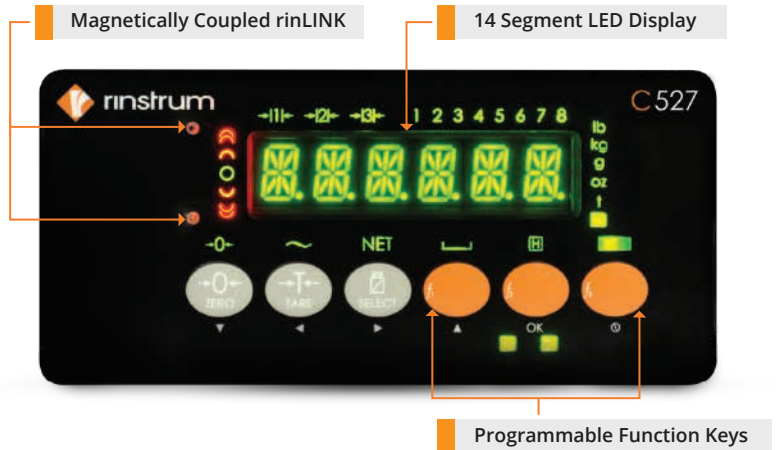 Magnetically Coupled rinLINK
14 Segment LED Display
rinstrum
C527
→|1|← →|2|← →|3|← 1 2 3 4 5 6 7 8
lb
kg
g
oz
t
→0← ~ NET H
→0← →T←
ZERO TARE SELECT
OK
Programmable Function Keys